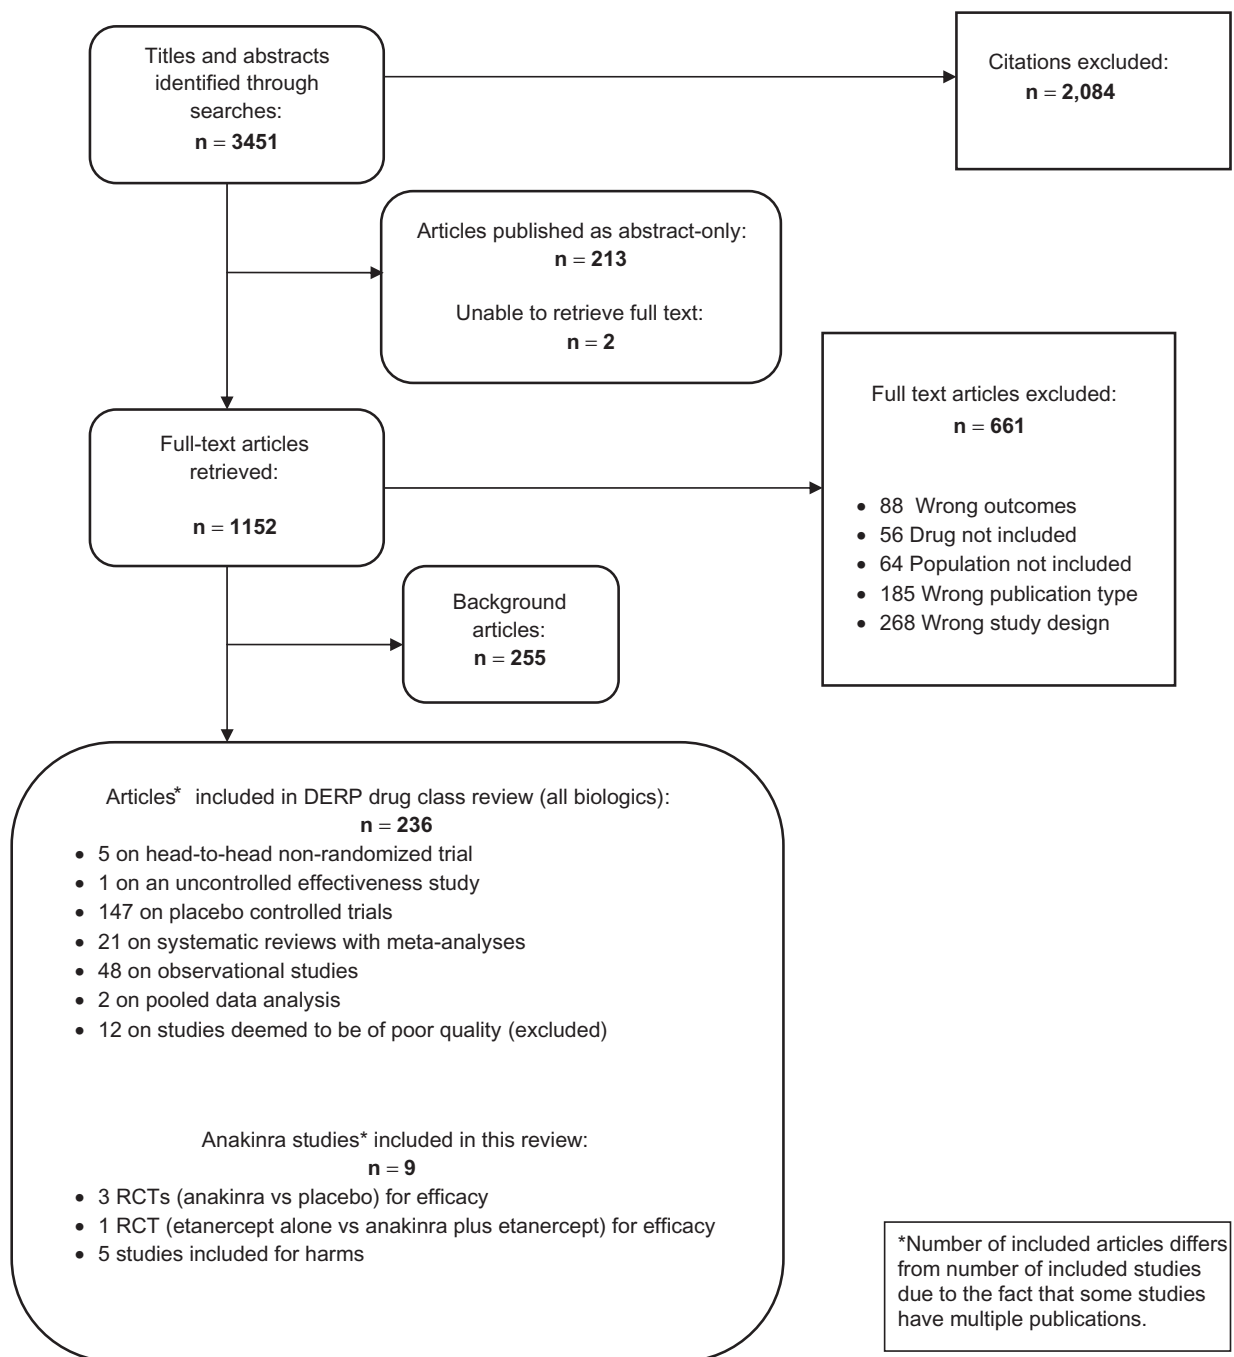 Titles and abstracts
identified through
searches:
n = 3451
Citations excluded:
n = 2,084
Articles published as abstract-only:
n = 213
Unable to retrieve full text:
n = 2
Full-text articles
retrieved:
n = 1152
Full text articles excluded:
n = 661
• 88 Wrong outcomes
• 56 Drug not included
• 64 Population not included
• 185 Wrong publication type
• 268 Wrong study design
Background
articles:
n = 255
Articles* included in DERP drug class review (all biologics):
n = 236
• 5 on head-to-head non-randomized trial
• 1 on an uncontrolled effectiveness study
• 147 on placebo controlled trials
• 21 on systematic reviews with meta-analyses
• 48 on observational studies
• 2 on pooled data analysis
• 12 on studies deemed to be of poor quality (excluded)
Anakinra studies* included in this review:
n = 9
• 3 RCTs (anakinra vs placebo) for efficacy
• 1 RCT (etanercept alone vs anakinra plus etanercept) for efficacy
• 5 studies included for harms
*Number of included articles differs
from number of included studies
due to the fact that some studies
have multiple publications.